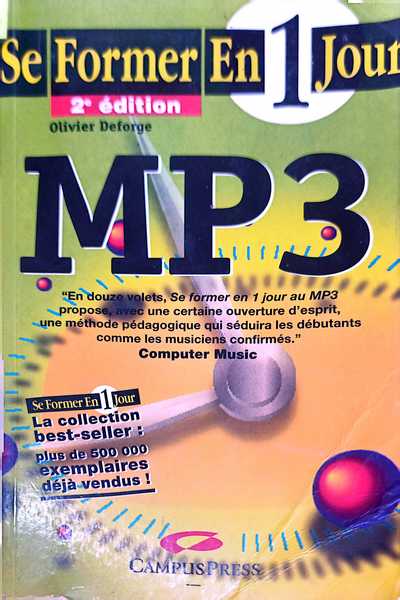 Se Former En 1 Jour
2e édition
Olivier Deforge
MP3
"En douze volets, Se former en 1 jour au MP3
propose, avec une certaine ouverture d'esprit,
une méthode pédagogique qui séduira les débutants
comme les musiciens confirmés."
Computer Music
Se Former En 1 Jour
La collection
best-seller :
plus de 500 000
exemplaires
déjà vendus !
CAMPUSPRESS